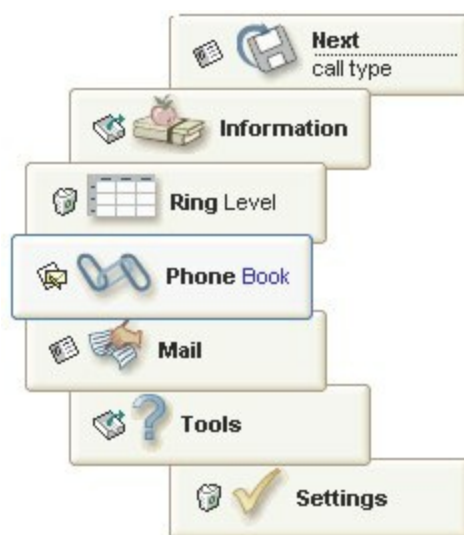 Next
call type
Information
Ring Level
Phone Book
Mail
Tools
Settings